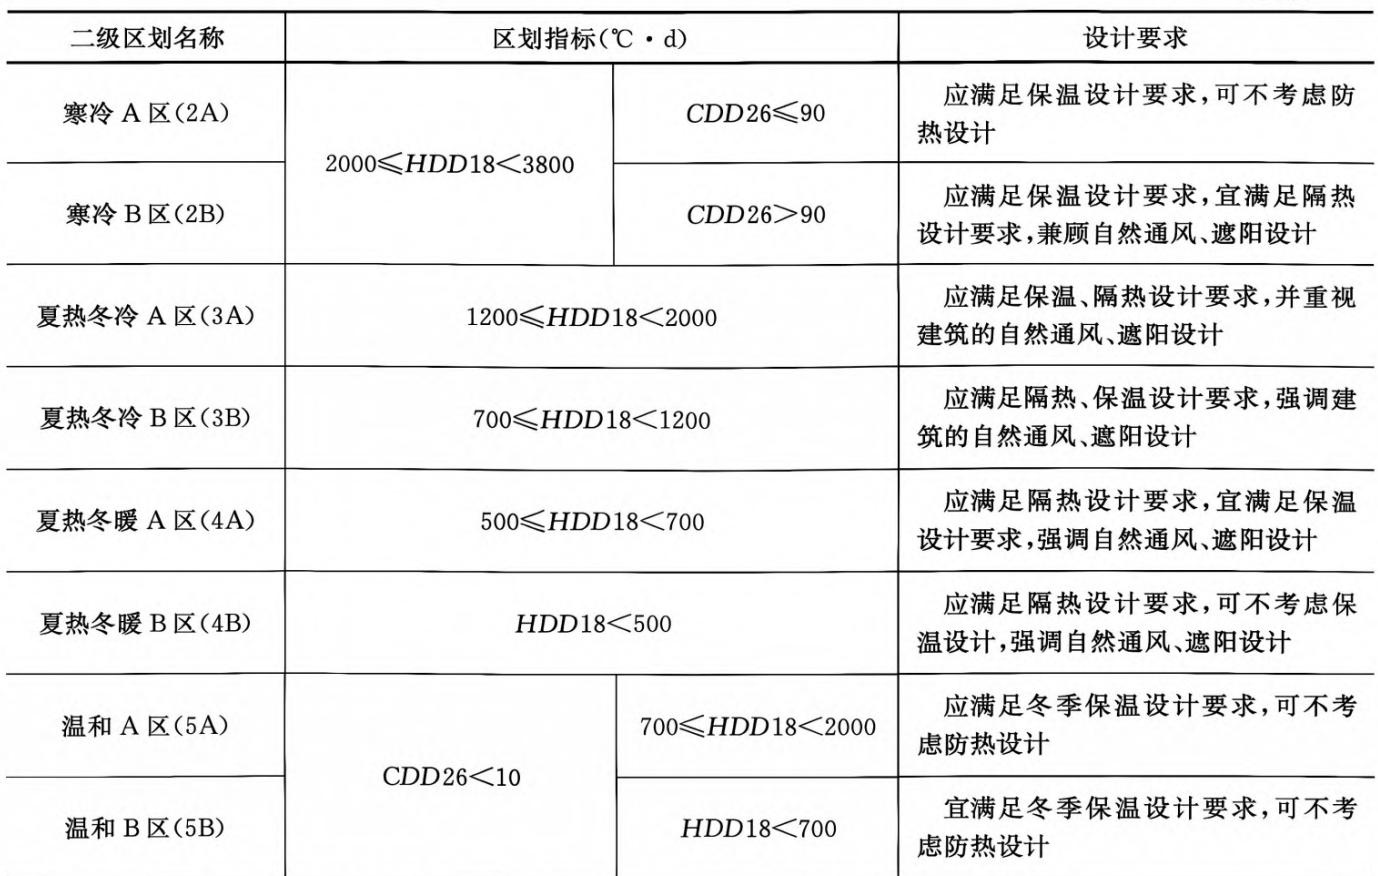 二级区划名称 区划指标(℃·d) 设计要求
寒冷 A 区(2A) 2000≤HDD18<3800 CDD26≤90 应满足保温设计要求,可不考虑防
热设计
寒冷 B 区(2B) CDD26>90 应满足保温设计要求,宜满足隔热
设计要求,兼顾自然通风、遮阳设计
夏热冬冷 A 区(3A) 1200≤HDD18<2000 应满足保温、隔热设计要求,并重视
建筑的自然通风、遮阳设计
夏热冬冷 B 区(3B) 700≤HDD18<1200 应满足隔热、保温设计要求,强调建
筑的自然通风、遮阳设计
夏热冬暖 A 区(4A) 500≤HDD18<700 应满足隔热设计要求,宜满足保温
设计要求,强调自然通风、遮阳设计
夏热冬暖 B 区(4B) HDD18<500 应满足隔热设计要求,可不考虑保
温设计,强调自然通风、遮阳设计
温和 A 区(5A) CDD26<10 700≤HDD18<2000 应满足冬季保温设计要求,可不考
虑防热设计
温和 B 区(5B) HDD18<700 宜满足冬季保温设计要求,可不考
虑防热设计